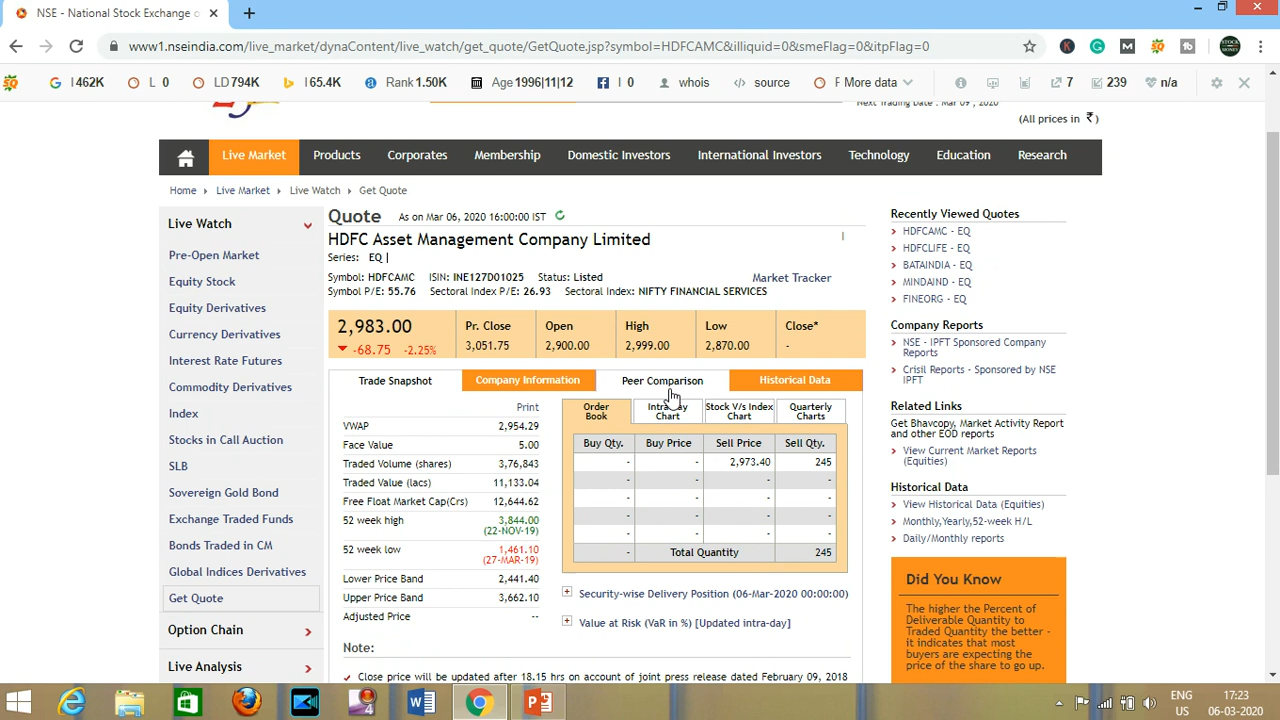 NSE - National Stock Exchange o
www1.nseindia.com/live_market/dynaContent/live_watch/get_quote/GetQuote.jsp?symbol=HDFCAMC&illiquid=0&smeFlag=0&itpFlag=0
I 462K L 0 LD 794K I 65.4K Rank 1.50K Age 1996|11|12 I 0 whois source F More data 7 239 n/a
Next Trading Date : Mar 09 , 2020
(All prices in ₹)
Live Market Products Corporates Membership Domestic Investors International Investors Technology Education Research
Home Live Market Live Watch Get Quote
Live Watch
Pre-Open Market
Equity Stock
Equity Derivatives
Currency Derivatives
Interest Rate Futures
Commodity Derivatives
Index
Stocks in Call Auction
SLB
Sovereign Gold Bond
Exchange Traded Funds
Bonds Traded in CM
Global Indices Derivatives
Get Quote
Option Chain
Live Analysis
Quote As on Mar 06, 2020 16:00:00 IST
HDFC Asset Management Company Limited
Series: EQ |
Symbol: HDFCAMC ISIN: INE127D01025 Status: Listed Market Tracker
Symbol P/E: 55.76 Sectoral Index P/E: 26.93 Sectoral Index: NIFTY FINANCIAL SERVICES
2,983.00 Pr. Close Open High Low Close*
-68.75 -2.25% 3,051.75 2,900.00 2,999.00 2,870.00 -
Trade Snapshot Company Information Peer Comparison Historical Data
Print
VWAP 2,954.29
Face Value 5.00
Traded Volume (shares) 3,76,843
Traded Value (lacs) 11,133.04
Free Float Market Cap(Crs) 12,644.62
52 week high 3,844.00
(22-NOV-19)
52 week low 1,461.10
(27-MAR-19)
Lower Price Band 2,441.40
Upper Price Band 3,662.10
Adjusted Price --
Order Book Intraday Chart Stock V/s Index Chart Quarterly Charts
Buy Qty. Buy Price Sell Price Sell Qty.
- - 2,973.40 245
- - - -
- - - -
- - - -
- - - -
- Total Quantity 245
Security-wise Delivery Position (06-Mar-2020 00:00:00)
Value at Risk (VaR in %) [Updated intra-day]
Note:
Close price will be updated after 18.15 hrs on account of joint press release dated February 09, 2018
Recently Viewed Quotes
HDFCAMC - EQ
HDFCLIFE - EQ
BATAINDIA - EQ
MINDAIND - EQ
FINEORG - EQ
Company Reports
NSE - IPFT Sponsored Company
Reports
Crisil Reports - Sponsored by NSE
IPFT
Related Links
Get Bhavcopy, Market Activity Report
and other EOD reports
View Current Market Reports
(Equities)
Historical Data
View Historical Data (Equities)
Monthly,Yearly,52-week H/L
Daily/Monthly reports
Did You Know
The higher the Percent of
Deliverable Quantity to
Traded Quantity the better -
it indicates that most
buyers are expecting the
price of the share to go up.
ENG 17:23
US 06-03-2020